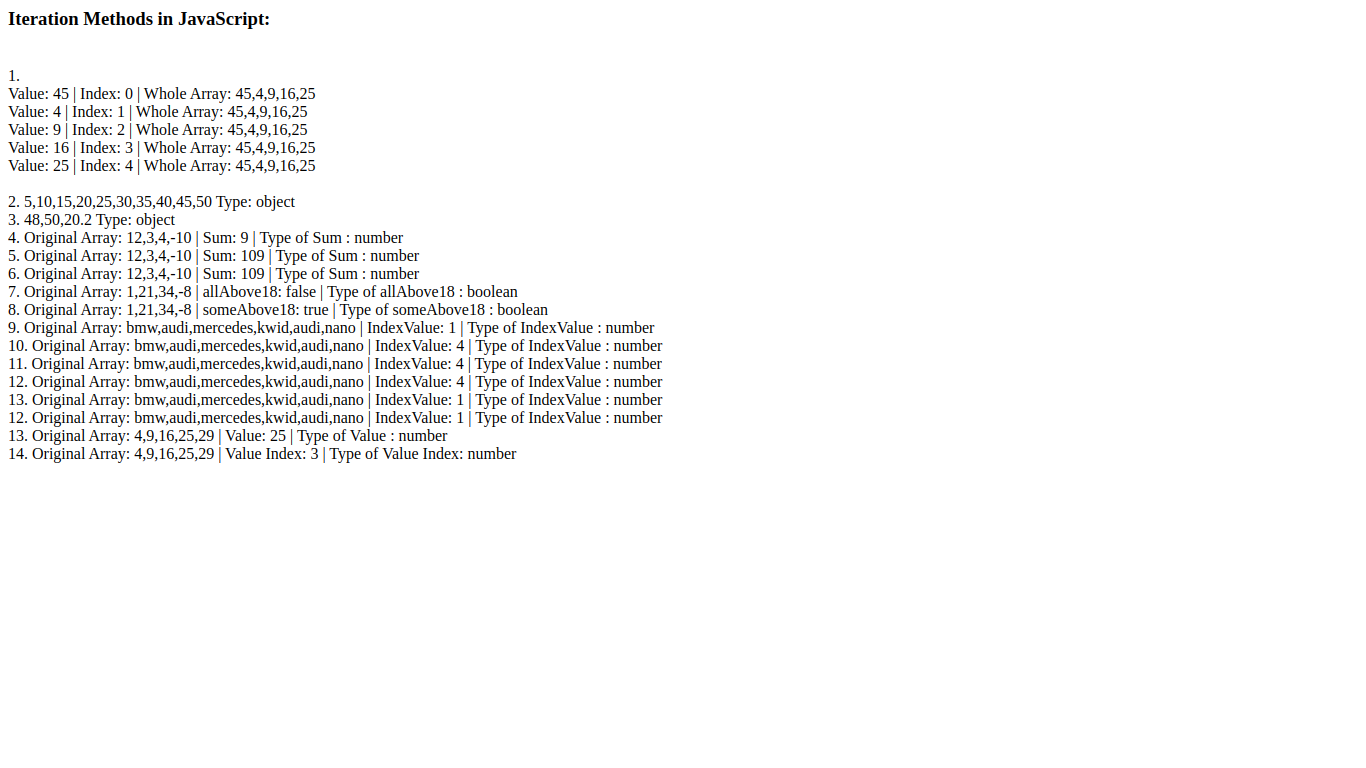 Iteration Methods in JavaScript:
1.
Value: 45 | Index: 0 | Whole Array: 45,4,9,16,25
Value: 4 | Index: 1 | Whole Array: 45,4,9,16,25
Value: 9 | Index: 2 | Whole Array: 45,4,9,16,25
Value: 16 | Index: 3 | Whole Array: 45,4,9,16,25
Value: 25 | Index: 4 | Whole Array: 45,4,9,16,25
2. 5,10,15,20,25,30,35,40,45,50 Type: object
3. 48,50,20.2 Type: object
4. Original Array: 12,3,4,-10 | Sum: 9 | Type of Sum : number
5. Original Array: 12,3,4,-10 | Sum: 109 | Type of Sum : number
6. Original Array: 12,3,4,-10 | Sum: 109 | Type of Sum : number
7. Original Array: 1,21,34,-8 | allAbove18: false | Type of allAbove18 : boolean
8. Original Array: 1,21,34,-8 | someAbove18: true | Type of someAbove18 : boolean
9. Original Array: bmw,audi,mercedes,kwid,audi,nano | IndexValue: 1 | Type of IndexValue : number
10. Original Array: bmw,audi,mercedes,kwid,audi,nano | IndexValue: 4 | Type of IndexValue : number
11. Original Array: bmw,audi,mercedes,kwid,audi,nano | IndexValue: 4 | Type of IndexValue : number
12. Original Array: bmw,audi,mercedes,kwid,audi,nano | IndexValue: 4 | Type of IndexValue : number
13. Original Array: bmw,audi,mercedes,kwid,audi,nano | IndexValue: 1 | Type of IndexValue : number
12. Original Array: bmw,audi,mercedes,kwid,audi,nano | IndexValue: 1 | Type of IndexValue : number
13. Original Array: 4,9,16,25,29 | Value: 25 | Type of Value : number
14. Original Array: 4,9,16,25,29 | Value Index: 3 | Type of Value Index: number